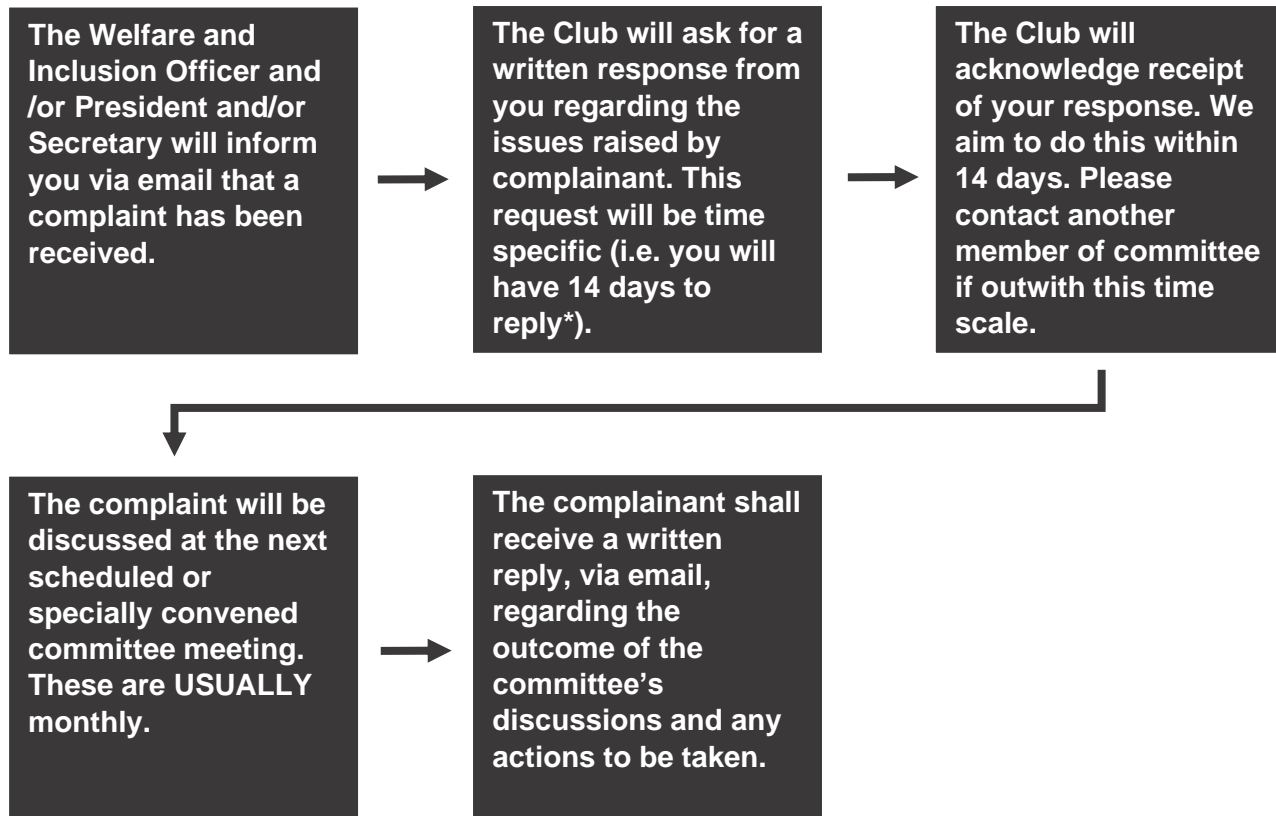 The Welfare and
Inclusion Officer and
/or President and/or
Secretary will inform
you via email that a
complaint has been
received.
The Club will ask for a
written response from
you regarding the
issues raised by
complainant. This
request will be time
specific (i.e. you will
have 14 days to
reply*).
The Club will
acknowledge receipt
of your response. We
aim to do this within
14 days. Please
contact another
member of committee
if outwith this time
scale.
The complaint will be
discussed at the next
scheduled or
specially convened
committee meeting.
These are USUALLY
monthly.
The complainant shall
receive a written
reply, via email,
regarding the
outcome of the
committee’s
discussions and any
actions to be taken.